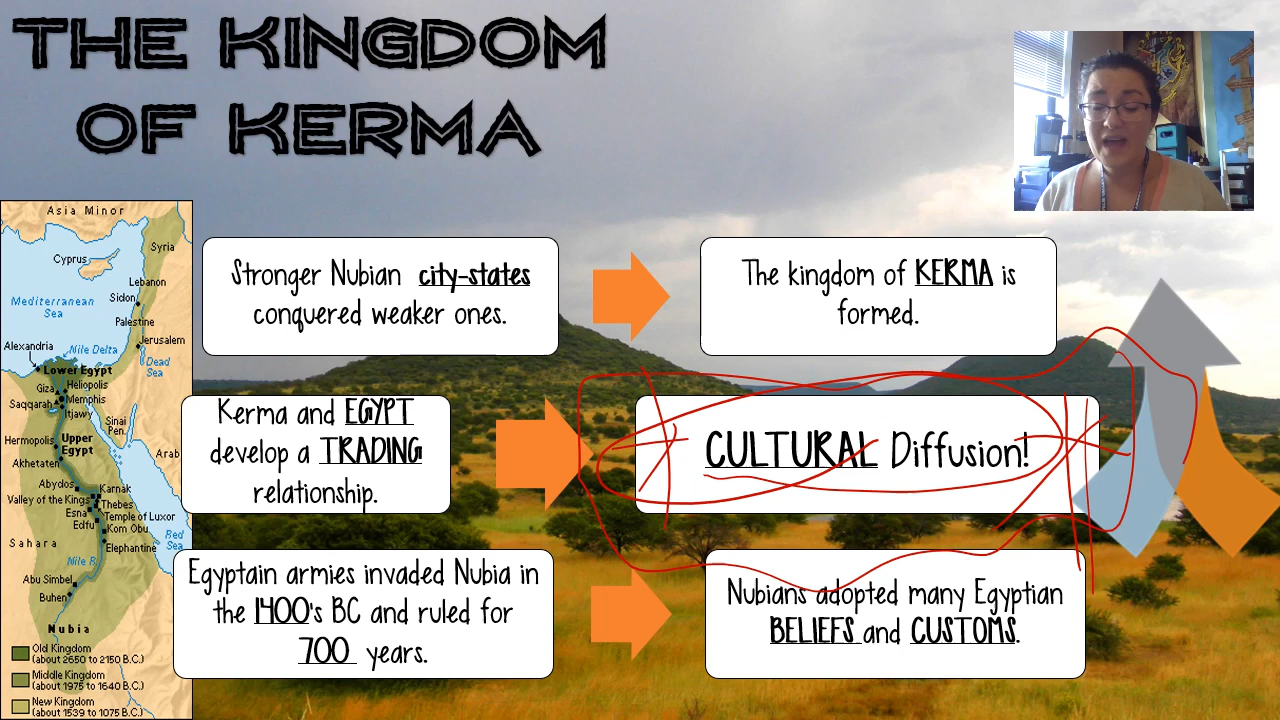 THE KINGDOM
OF KERMA
Stronger Nubian city-states
conquered weaker ones.
The kingdom of KERMA is
formed.
Kerma and EGYPT
develop a TRADING
relationship.
CULTURAL Diffusion!
Egyptain armies invaded Nubia in
the 1400's BC and ruled for
700 years.
Nubians adopted many Egyptian
BELIEFS and CUSTOMS.
Asia Minor
Syria
Cyprus
Lebanon
Mediterranean
Sea
Sidon
Palestine
Alexandria
Nile Delta
Jerusalem
Dead
Sea
Lower Egypt
Giza
Heliopolis
Saqqarah
Memphis
Itjawy
Sinai
Pen.
Hermopolis
Upper
Egypt
Arab
Akhetaten
Abydos
Karnak
Valley of the Kings
Thebes
Esna
Temple of Luxor
Edfu
Kom Obu
Red
Sea
Sahara
Elephantine
Nile R.
Abu Simbel
Buhen
Nubia
Old Kingdom
(about 2650 to 2150 B.C.)
Middle Kingdom
(about 1975 to 1640 B.C.)
New Kingdom
(about 1539 to 1075 B.C.)